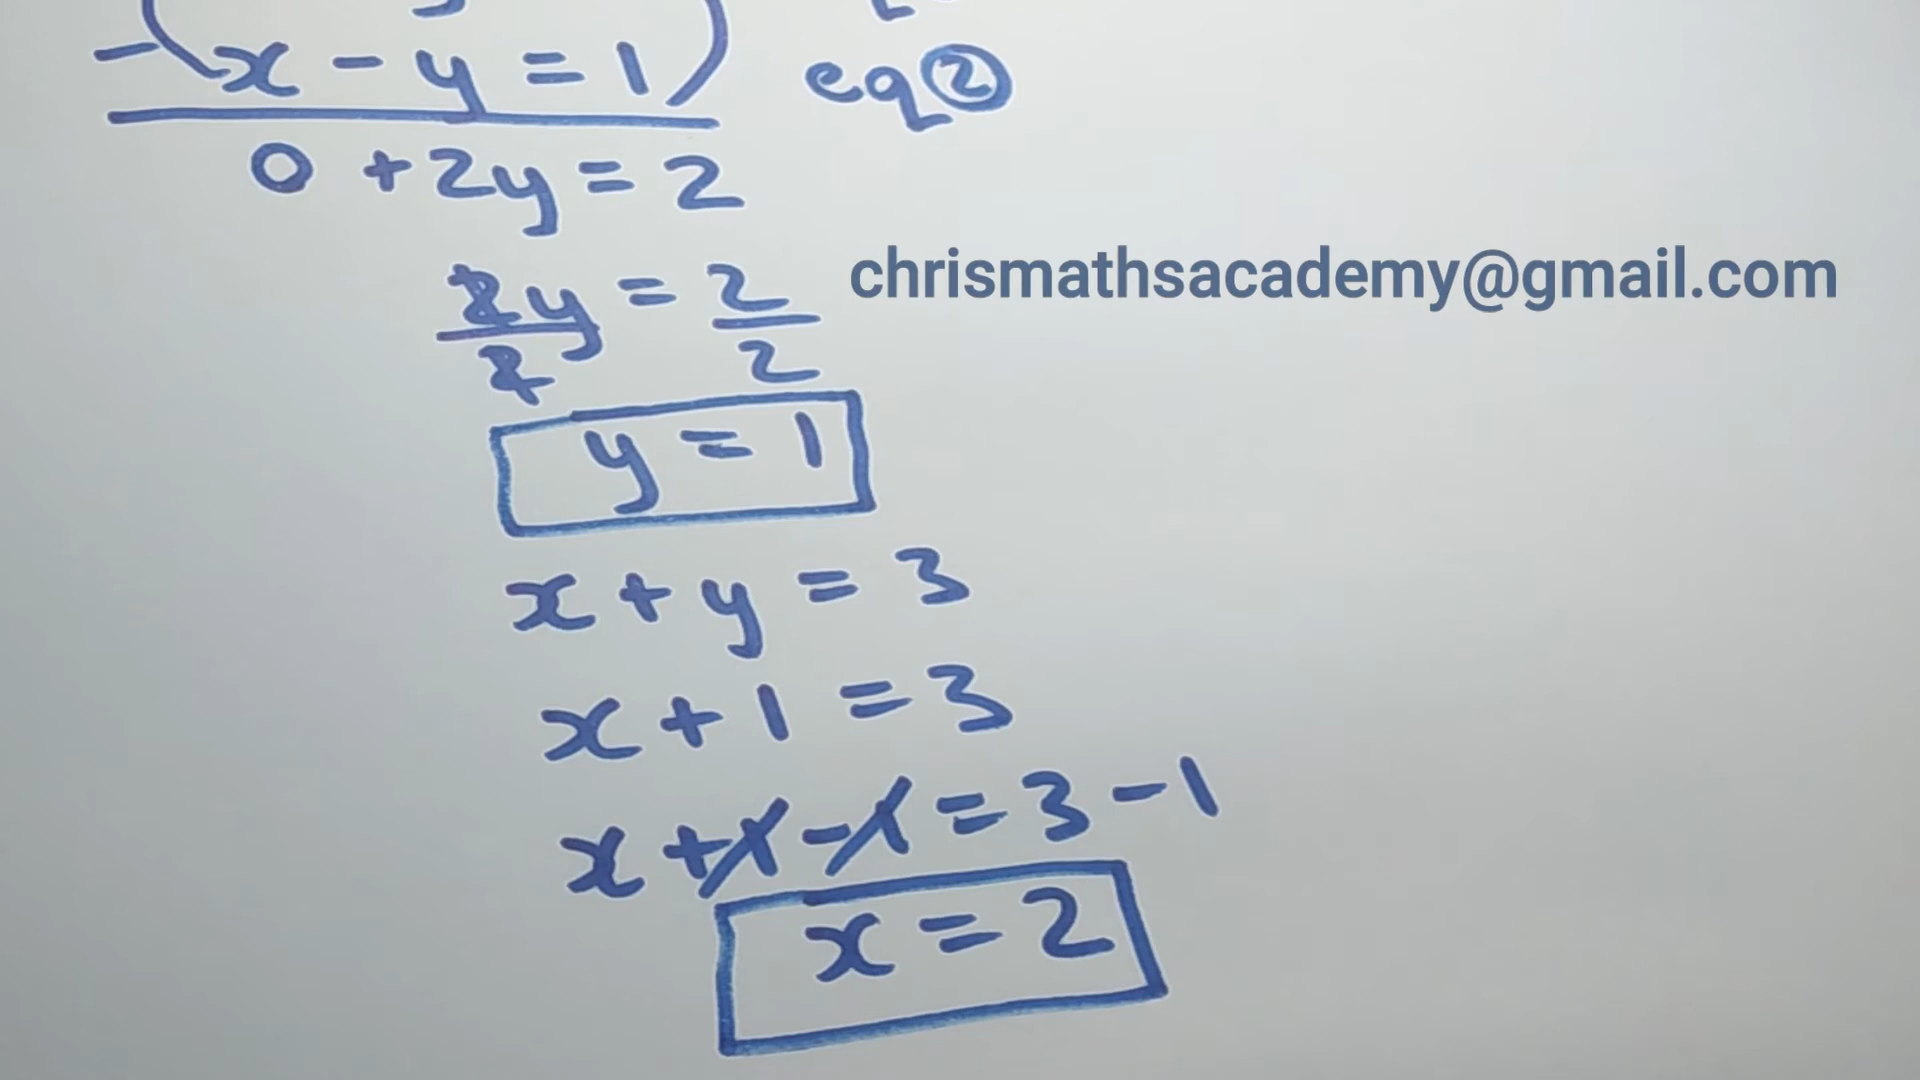 -(x - y = 1) eq②
0 + 2y = 2
2y/2 = 2/2
chrismathsacademy@gmail.com
y = 1
x + y = 3
x + 1 = 3
x + 1 - 1 = 3 - 1
x = 2